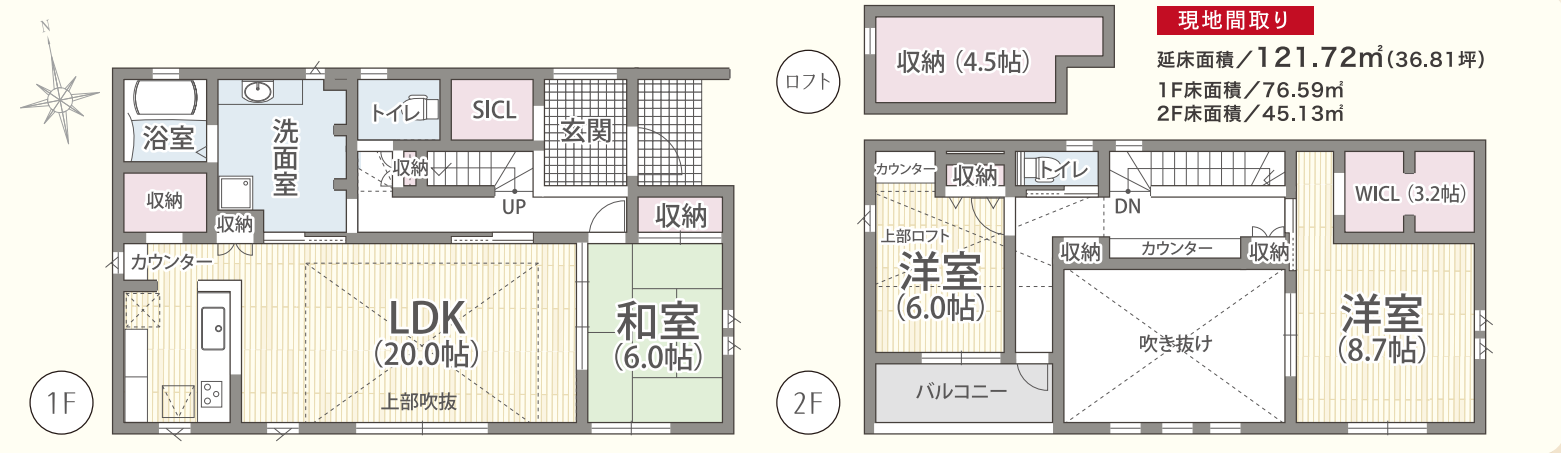 N
浴室
洗面室
トイレ
SICL
玄関
収納
収納
収納
UP
収納
カウンター
LDK
(20.0帖)
上部吹抜
和室
(6.0帖)
1F
ロフト
収納(4.5帖)
現地間取り
延床面積/121.72㎡(36.81坪)
1F床面積/76.59㎡
2F床面積/45.13㎡
カウンター
収納
トイレ
DN
WICL(3.2帖)
上部ロフト
洋室
(6.0帖)
収納
カウンター
収納
吹き抜け
洋室
(8.7帖)
バルコニー
2F